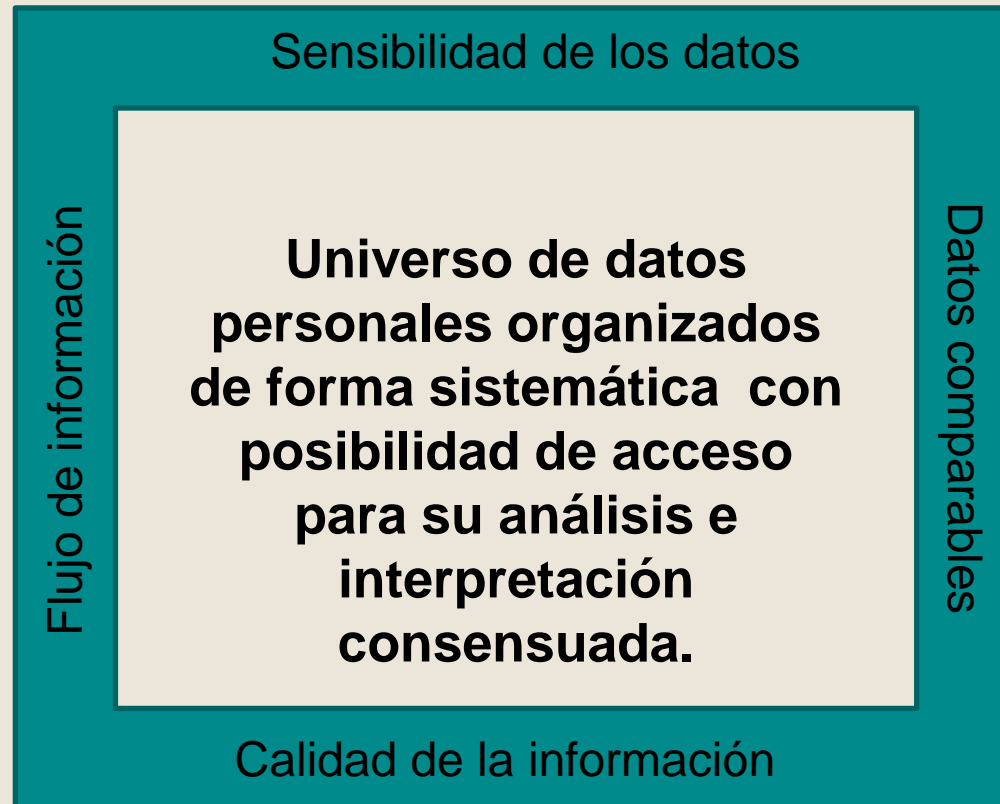 Sensibilidad de los datos
Flujo de información
Universo de datos
personales organizados
de forma sistemática con
posibilidad de acceso
para su análisis e
interpretación
consensuada.
Datos comparables
Calidad de la información